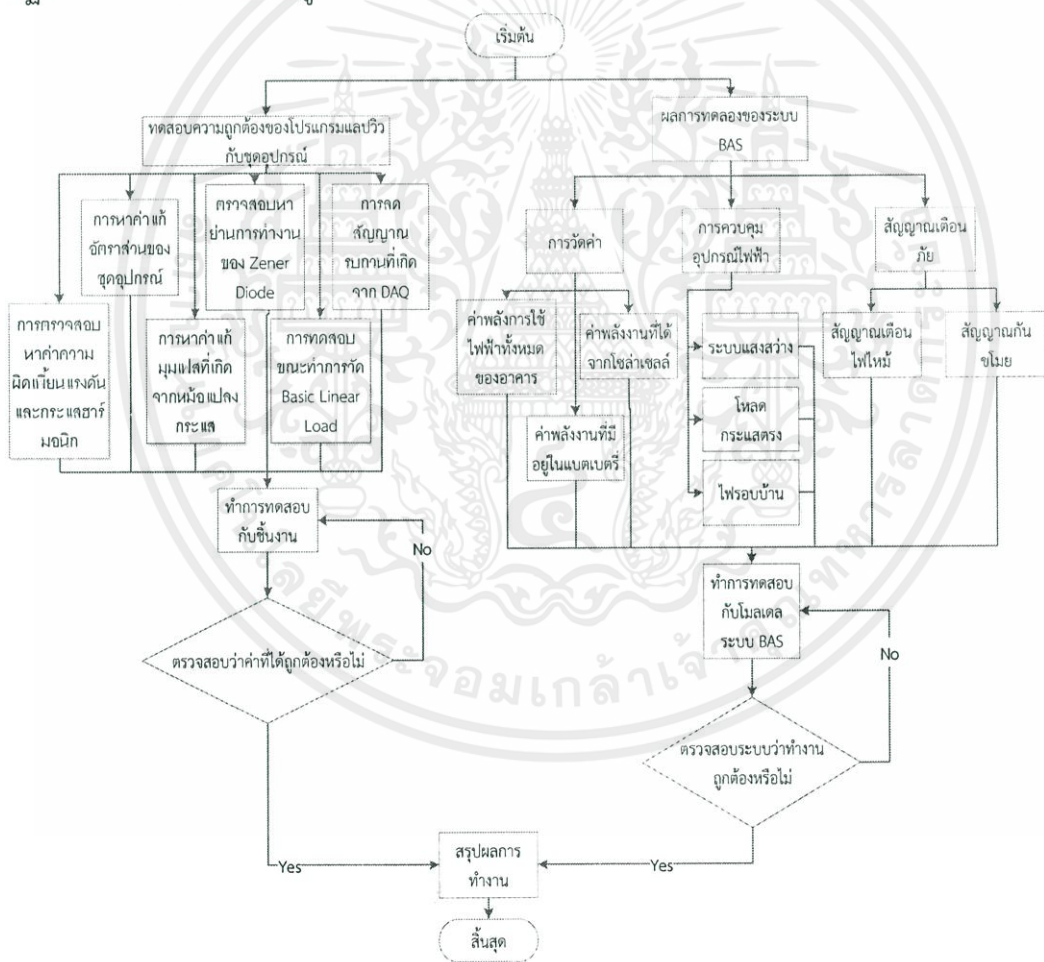 เริ่มต้น
ทดสอบความถูกต้องของโปรแกรมแลปวิว
กับชุดอุปกรณ์
ผลการทดลองของระบบ
BAS
การหาค่าแก้
อัตราส่วนของ
ชุดอุปกรณ์
ตรวจสอบหา
ย่านการทำงาน
ของ Zener
Diode
การลด
สัญญาณ
รบกวนที่เกิด
จาก DAQ
การตรวจสอบ
หาค่าความ
ผิดเพี้ยนแรงดัน
และกระแสฮาร์
มอนิก
การหาค่าแก้
มุมเฟสที่เกิด
จากหม้อแปลง
กระแส
การทดสอบ
ขณะทำการวัด
Basic Linear
Load
การวัดค่า
การควบคุม
อุปกรณ์ไฟฟ้า
สัญญาณเตือน
ภัย
ค่าพลังการใช้
ไฟฟ้าทั้งหมด
ของอาคาร
ค่าพลังงานที่ได้
จากโซล่าเซลล์
ค่าพลังงานที่มี
อยู่ในแบตเบตรี่
ระบบแสงสว่าง
โหลด
กระแสตรง
ไฟรอบบ้าน
สัญญาณเตือน
ไฟไหม้
สัญญาณกัน
ขโมย
ทำการทดสอบ
กับชิ้นงาน
No
ตรวจสอบว่าค่าที่ได้ถูกต้องหรือไม่
ทำการทดสอบ
กับโมลเดล
ระบบ BAS
No
ตรวจสอบระบบว่าทำงาน
ถูกต้องหรือไม่
Yes
สรุปผลการ
ทำงาน
Yes
สิ้นสุด